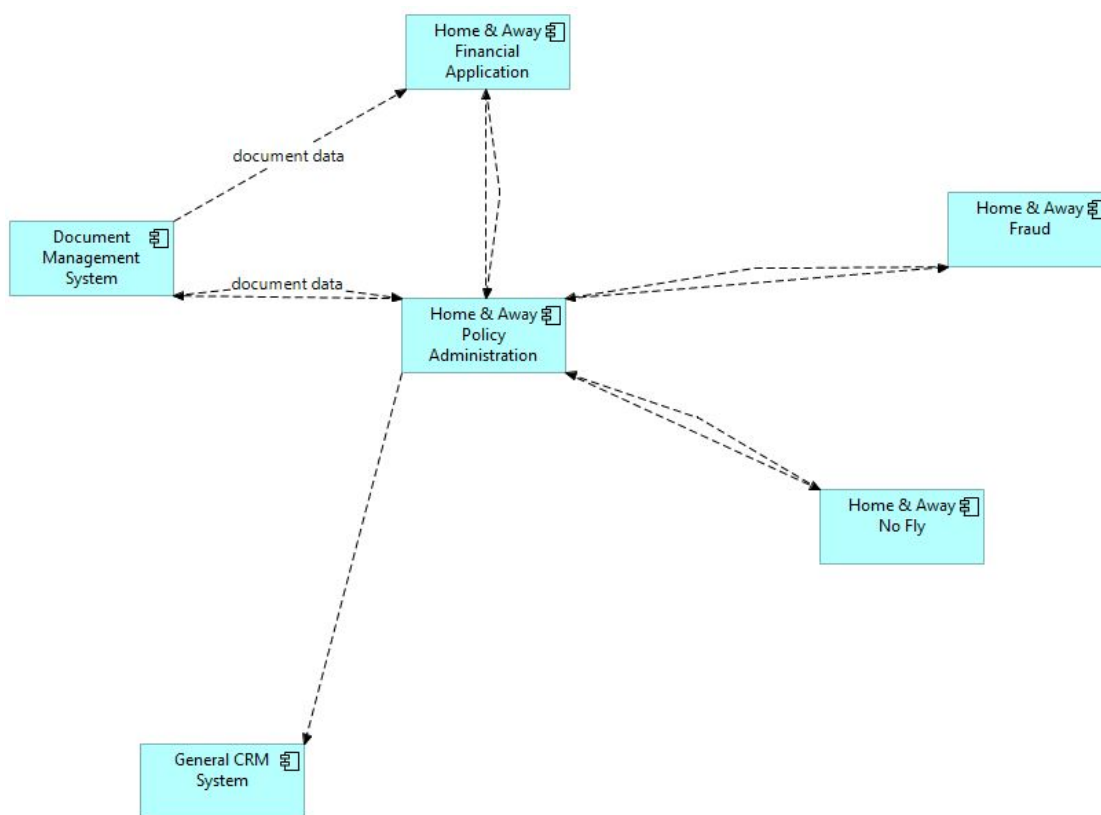 Home & Away
Financial
Application
document data
Home & Away
Fraud
Document
Management
System
document data
Home & Away
Policy
Administration
Home & Away
No Fly
General CRM
System